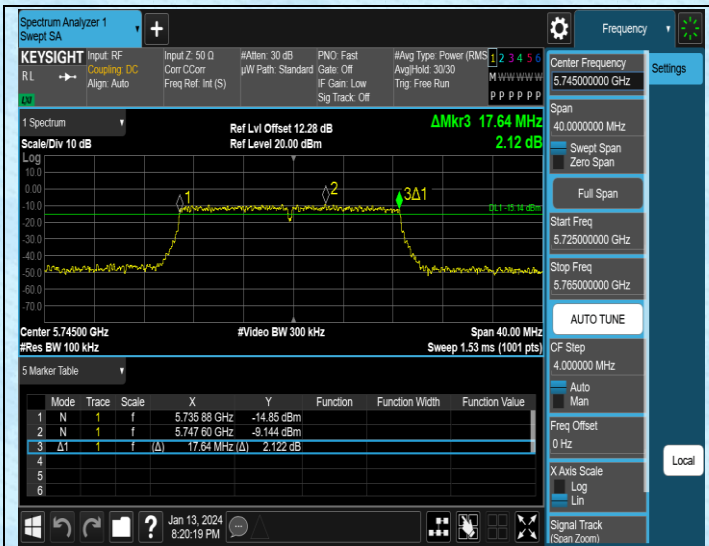 Spectrum Analyzer 1
Swept SA
Frequency
KEYSIGHT
R L
LXI
Input: RF
Coupling: DC
Align: Auto
Input Z: 50 Ω
Corr CCorr
Freq Ref: Int (S)
#Atten: 30 dB
µW Path: Standard
PNO: Fast
Gate: Off
IF Gain: Low
Sig Track: Off
#Avg Type: Power (RMS
Avg|Hold: 30/30
Trig: Free Run
1 2 3 4 5 6
M W W W W W
P P P P P P
1 Spectrum
Scale/Div 10 dB
Ref Lvl Offset 12.28 dB
Ref Level 20.00 dBm
ΔMkr3 17.64 MHz
2.12 dB
Log
10.0
0.00
-10.0
-20.0
-30.0
-40.0
-50.0
-60.0
-70.0
1
2
3Δ1
DL1 -15.14 dBm
Center 5.74500 GHz
#Video BW 300 kHz
Span 40.00 MHz
#Res BW 100 kHz
Sweep 1.53 ms (1001 pts)
5 Marker Table
Mode Trace Scale X Y Function Function Width Function Value
1 N 1 f 5.735 88 GHz -14.85 dBm
2 N 1 f 5.747 60 GHz -9.144 dBm
3 Δ1 1 f (Δ) 17.64 MHz (Δ) 2.122 dB
4
5
6
Jan 13, 2024
8:20:19 PM
Center Frequency
5.745000000 GHz
Span
40.0000000 MHz
Swept Span
Zero Span
Full Span
Start Freq
5.725000000 GHz
Stop Freq
5.765000000 GHz
AUTO TUNE
CF Step
4.000000 MHz
Auto
Man
Freq Offset
0 Hz
X Axis Scale
Log
Lin
Signal Track
(Span Zoom)
Settings
Local